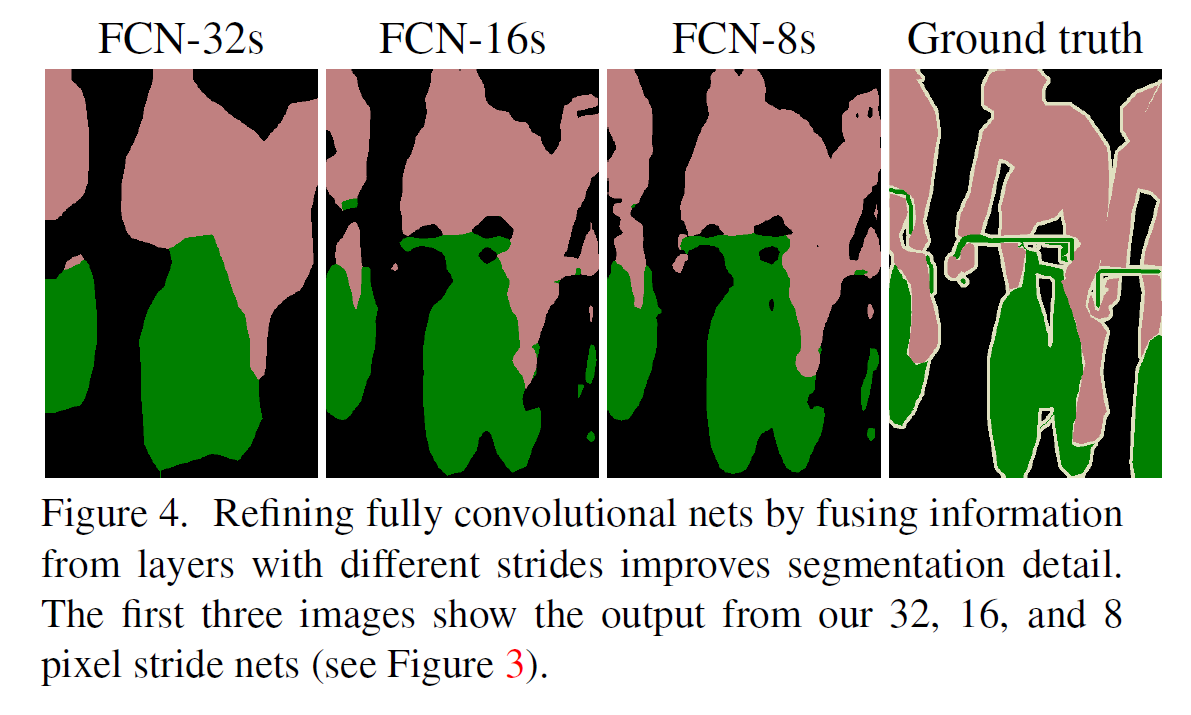 FCN-32s FCN-16s FCN-8s Ground truth
Figure 4. Refining fully convolutional nets by fusing information
from layers with different strides improves segmentation detail.
The first three images show the output from our 32, 16, and 8
pixel stride nets (see Figure 3).